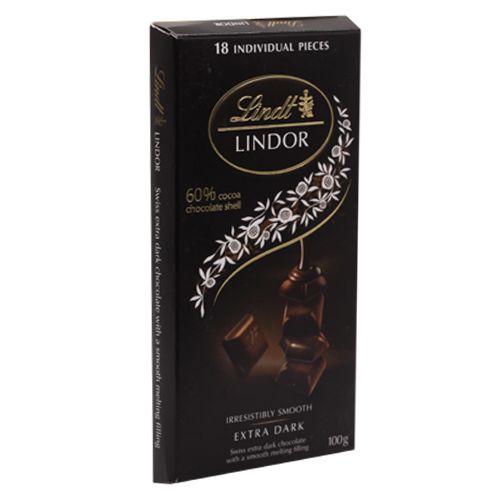 18 INDIVIDUAL PIECES
Lindt
LINDOR
60% cocoa
chocolate shell
IRRESISTIBLY SMOOTH
EXTRA DARK
Swiss extra dark chocolate
with a smooth melting filling
100g
Lindt
LINDOR
Swiss extra dark chocolate with a smooth melting filling